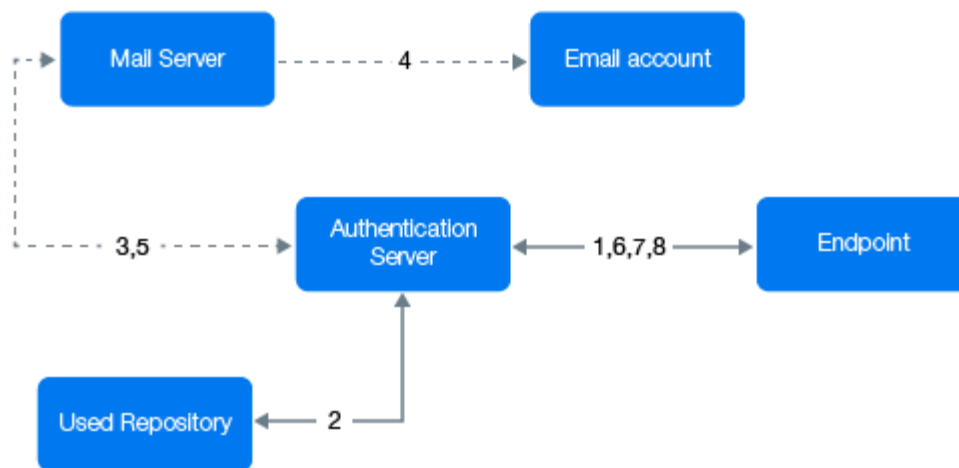 Mail Server
4
Email account
3,5
Authentication
Server
1,6,7,8
Endpoint
Used Repository
2